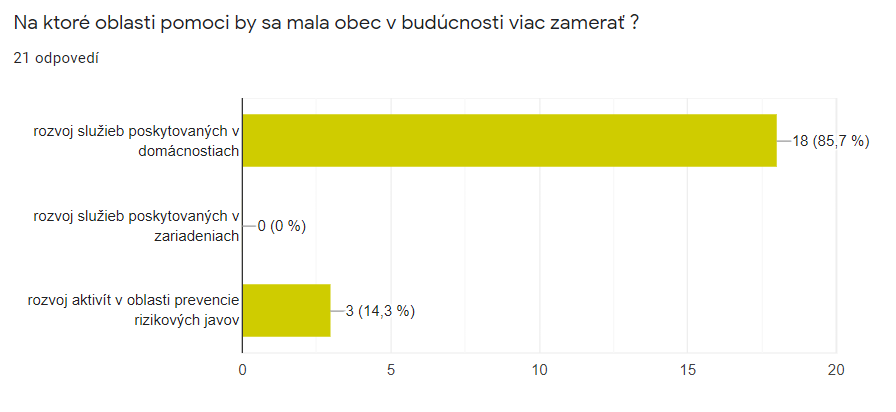 Na ktoré oblasti pomoci by sa mala obec v budúcnosti viac zamerať ?
21 odpovedí
rozvoj služieb poskytovaných v
domácnostiach
18 (85,7 %)
rozvoj služieb poskytovaných v
zariadeniach
0 (0 %)
rozvoj aktivít v oblasti prevencie
rizikových javov
3 (14,3 %)
0 5 10 15 20